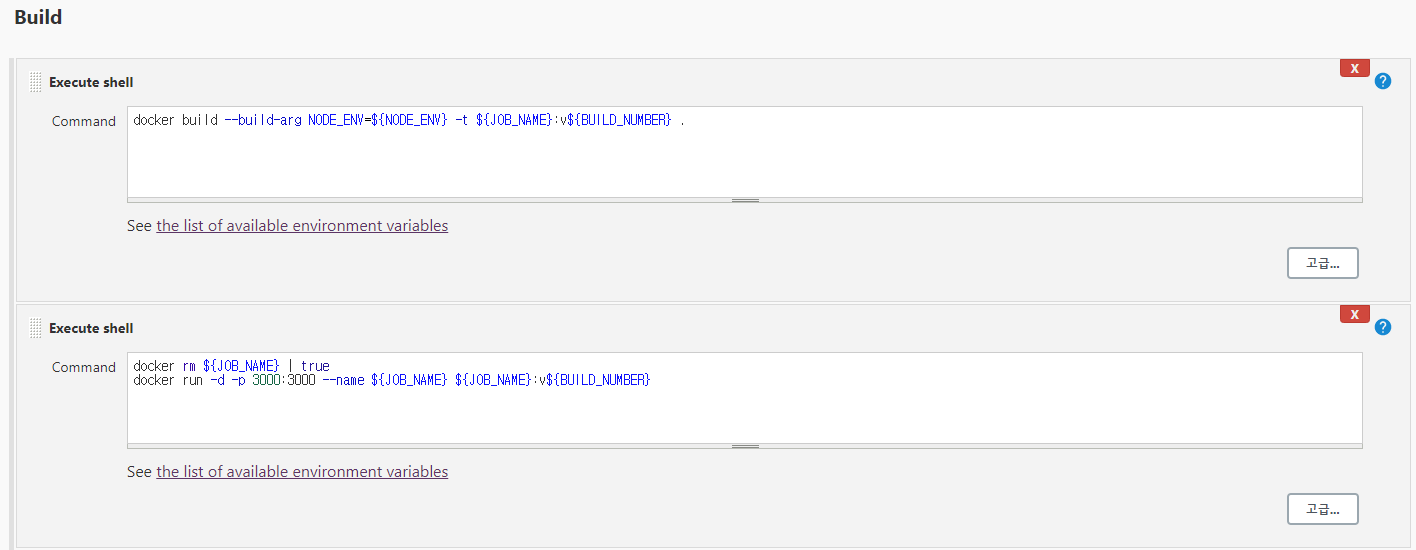 Build
Execute shell
X
?
Command
docker build --build-arg NODE_ENV=${NODE_ENV} -t ${JOB_NAME}:v${BUILD_NUMBER} .
See the list of available environment variables
고급...
Execute shell
X
?
Command
docker rm ${JOB_NAME} | true
docker run -d -p 3000:3000 --name ${JOB_NAME} ${JOB_NAME}:v${BUILD_NUMBER}
See the list of available environment variables
고급...